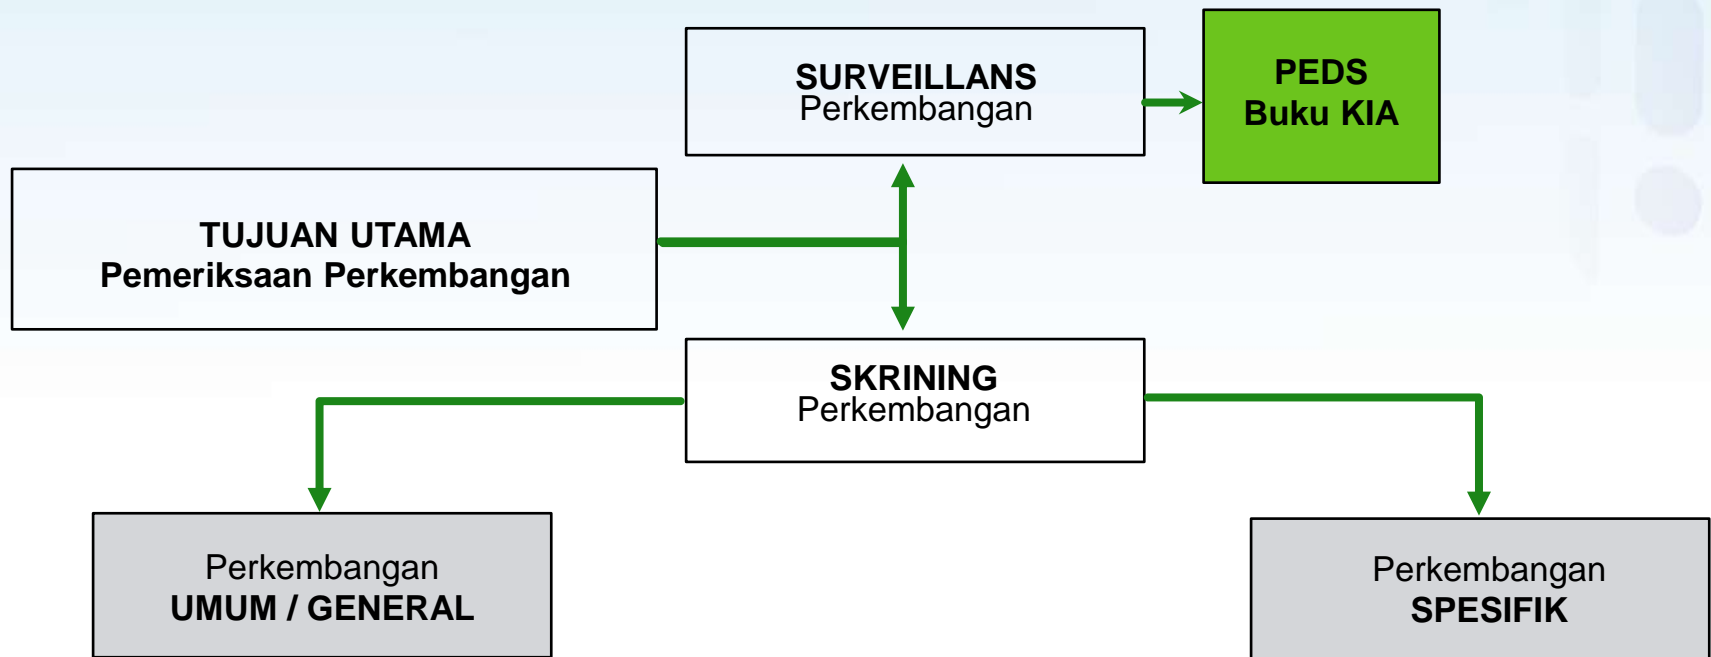 SURVEILLANS
Perkembangan
PEDS
Buku KIA
TUJUAN UTAMA
Pemeriksaan Perkembangan
SKRINING
Perkembangan
Perkembangan
UMUM / GENERAL
Perkembangan
SPESIFIK